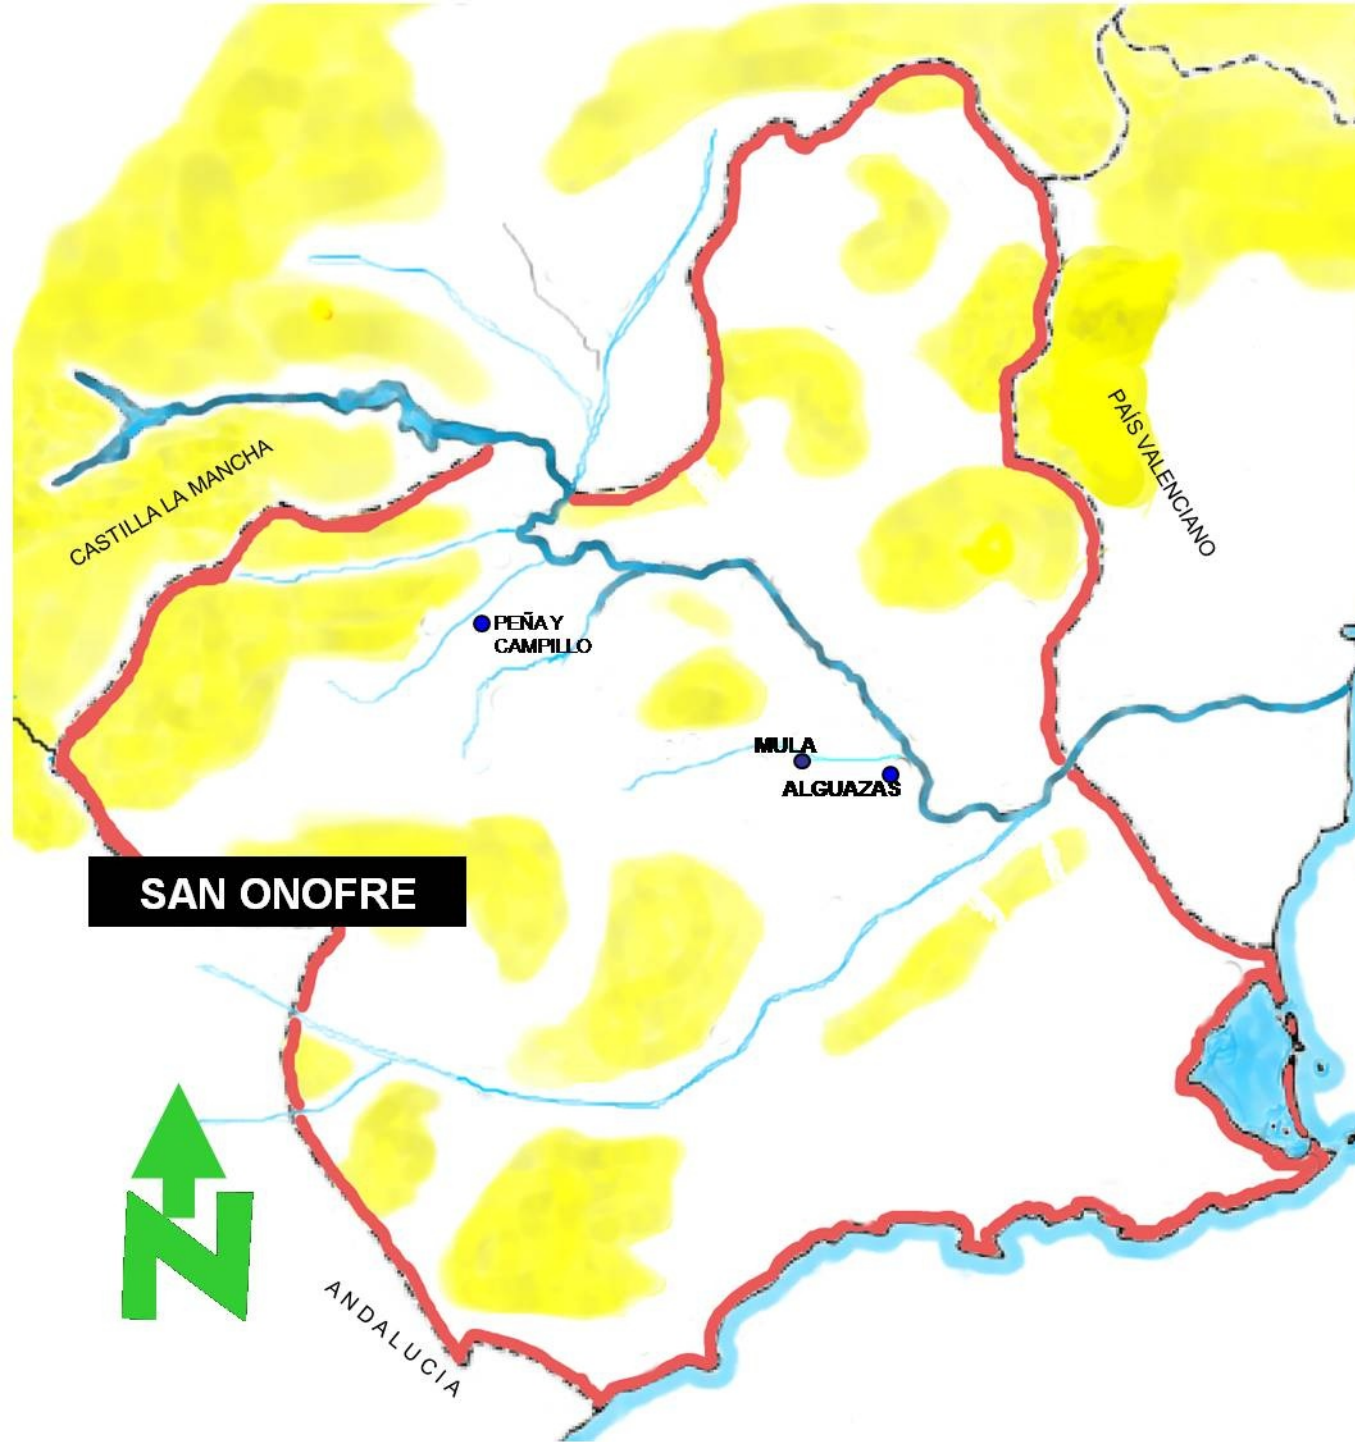 CASTILLA LA MANCHA
PAÍS VALENCIANO
PEÑA Y
CAMPILLO
MULA
ALGUAZAS
SAN ONOFRE
N
ANDALUCIA